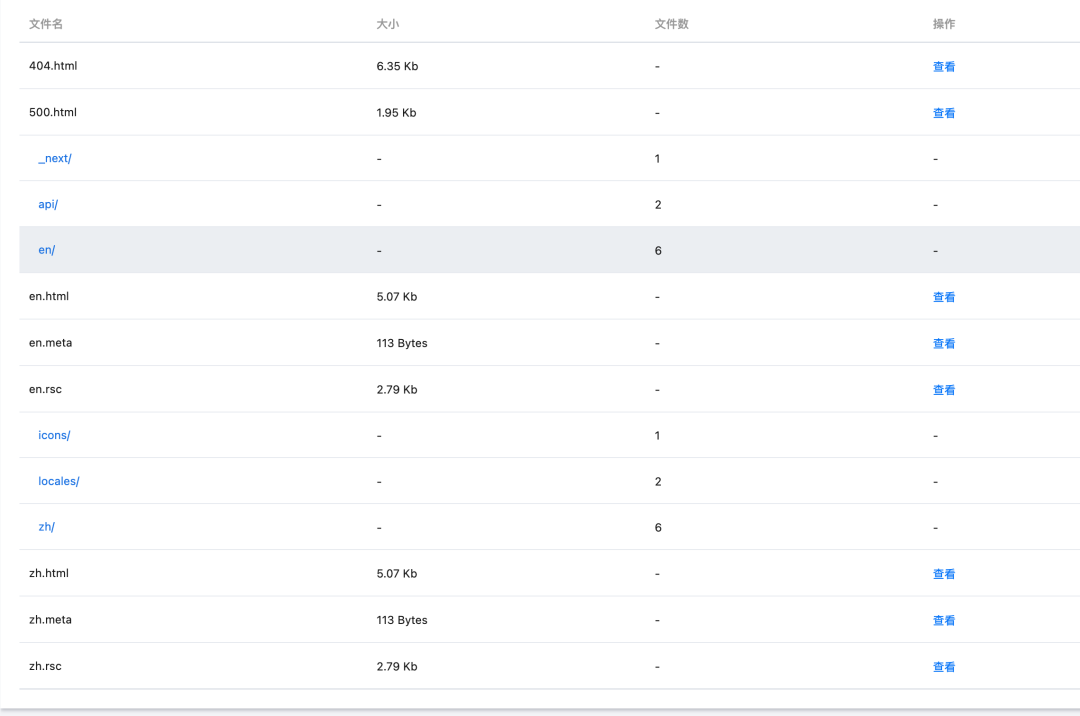 文件名 大小 文件数 操作
404.html 6.35 Kb - 查看
500.html 1.95 Kb - 查看
_next/ - 1 -
api/ - 2 -
en/ - 6 -
en.html 5.07 Kb - 查看
en.meta 113 Bytes - 查看
en.rsc 2.79 Kb - 查看
icons/ - 1 -
locales/ - 2 -
zh/ - 6 -
zh.html 5.07 Kb - 查看
zh.meta 113 Bytes - 查看
zh.rsc 2.79 Kb - 查看